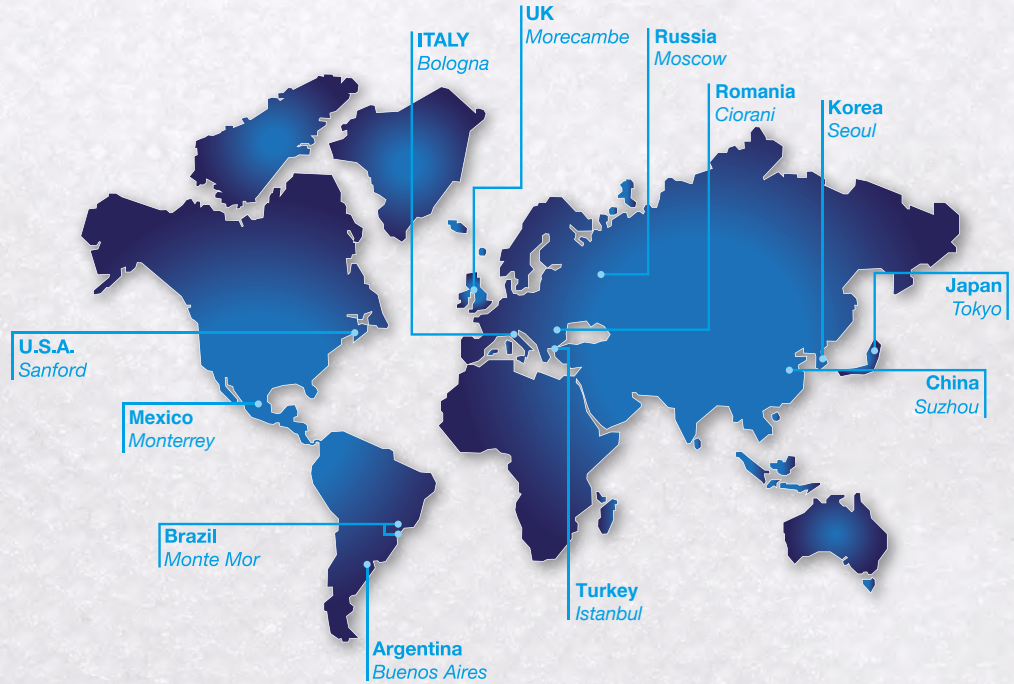 UK
Morecambe
ITALY
Bologna
Russia
Moscow
Romania
Ciorani
Korea
Seoul
Japan
Tokyo
U.S.A.
Sanford
China
Suzhou
Mexico
Monterrey
Brazil
Monte Mor
Turkey
Istanbul
Argentina
Buenos Aires